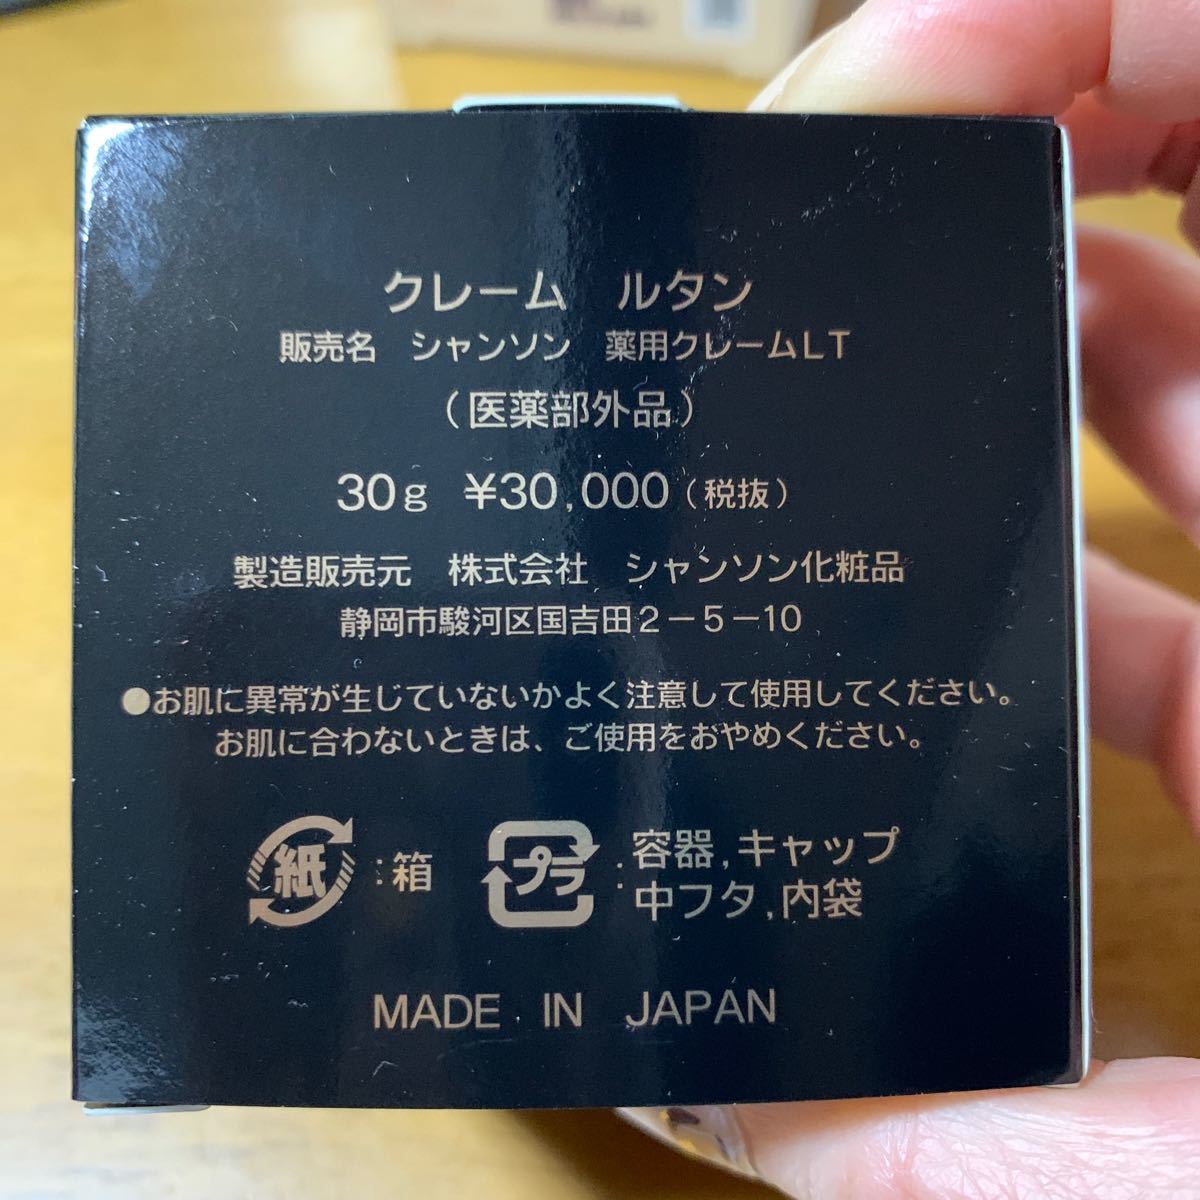 クレーム　ルタン
販売名　シャンソン　薬用クレームLT
（医薬部外品）
30g　¥30,000（税抜）
製造販売元　株式会社　シャンソン化粧品
静岡市駿河区国吉田2－5－10
●お肌に異常が生じていないかよく注意して使用してください。
お肌に合わないときは、ご使用をおやめください。
紙：箱
プラ：容器,キャップ
中フタ,内袋
MADE IN JAPAN